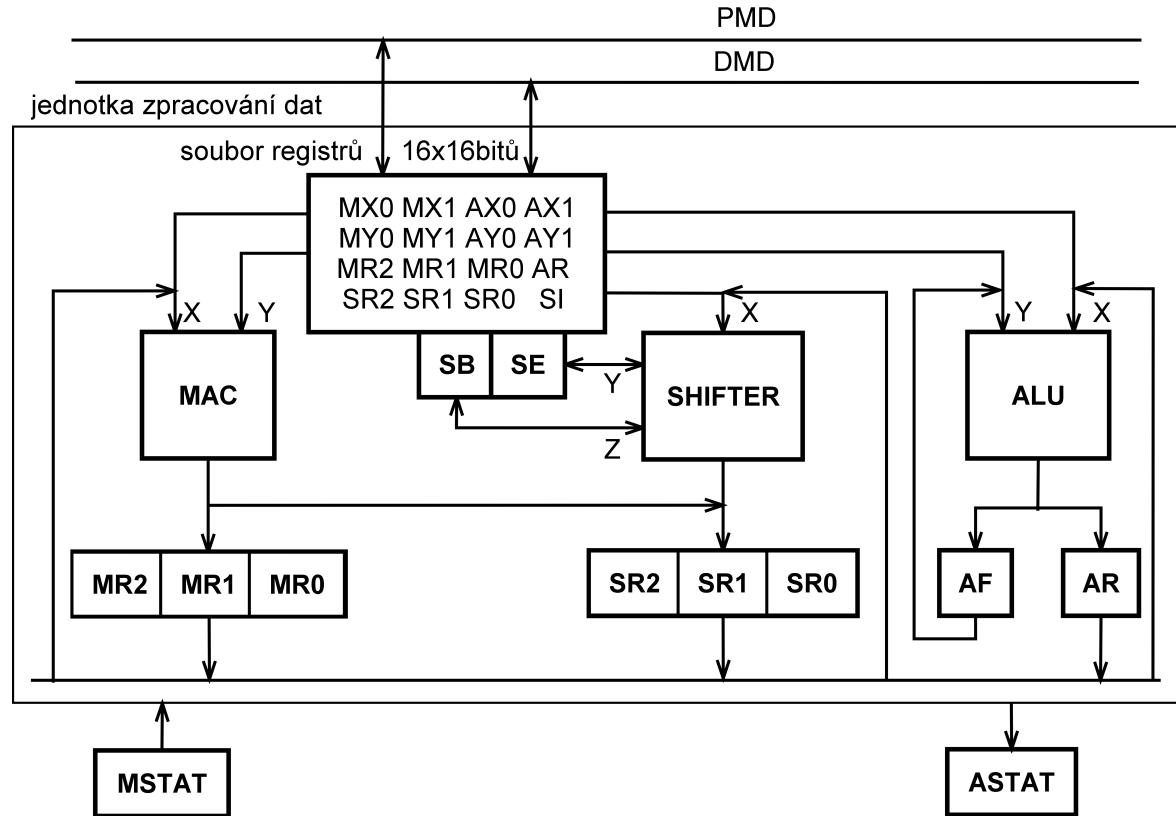 PMD
DMD
jednotka zpracování dat
soubor registrů 16x16bitů
MX0 MX1 AX0 AX1
MY0 MY1 AY0 AY1
MR2 MR1 MR0 AR
SR2 SR1 SR0 SI
X Y X Y X
SB SE
MAC Y SHIFTER ALU
Z
MR2 MR1 MR0 SR2 SR1 SR0 AF AR
MSTAT ASTAT